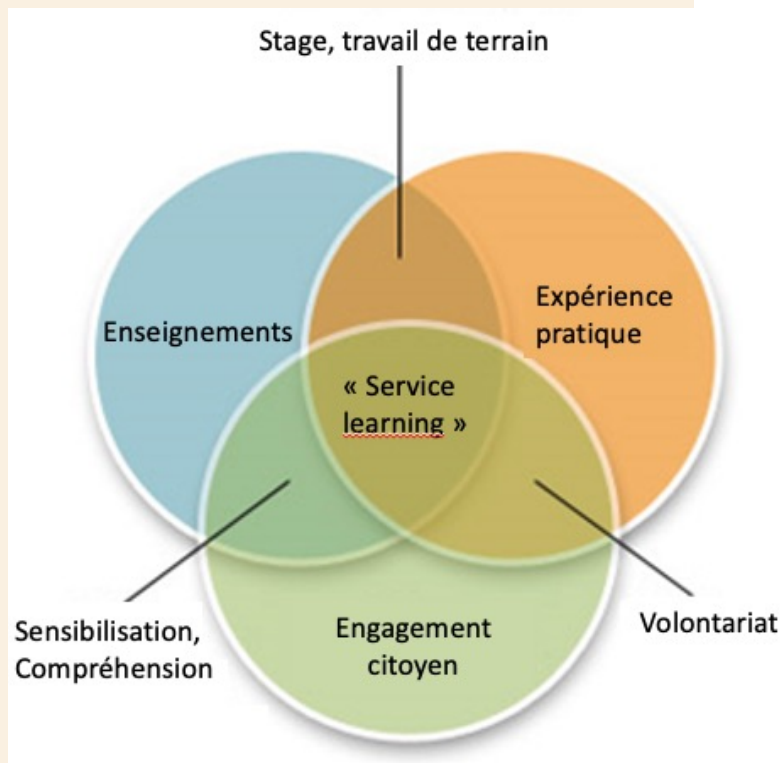 Stage, travail de terrain
Enseignements
Expérience
pratique
« Service
learning »
Sensibilisation,
Compréhension
Engagement
citoyen
Volontariat